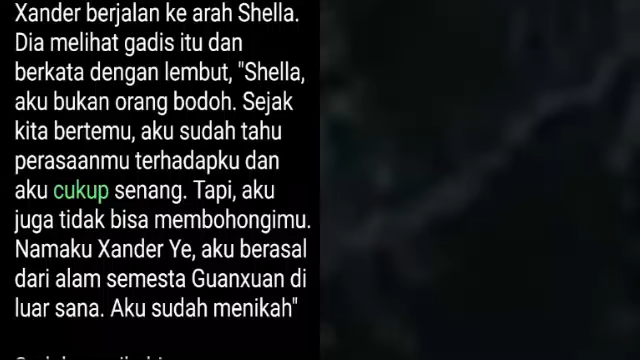 Xander berjalan ke arah Shella.
Dia melihat gadis itu dan
berkata dengan lembut, "Shella,
aku bukan orang bodoh. Sejak
kita bertemu, aku sudah tahu
perasaanmu terhadapku dan
aku cukup senang. Tapi, aku
juga tidak bisa membohongimu.
Namaku Xander Ye, aku berasal
dari alam semesta Guanxuan di
luar sana. Aku sudah menikah"